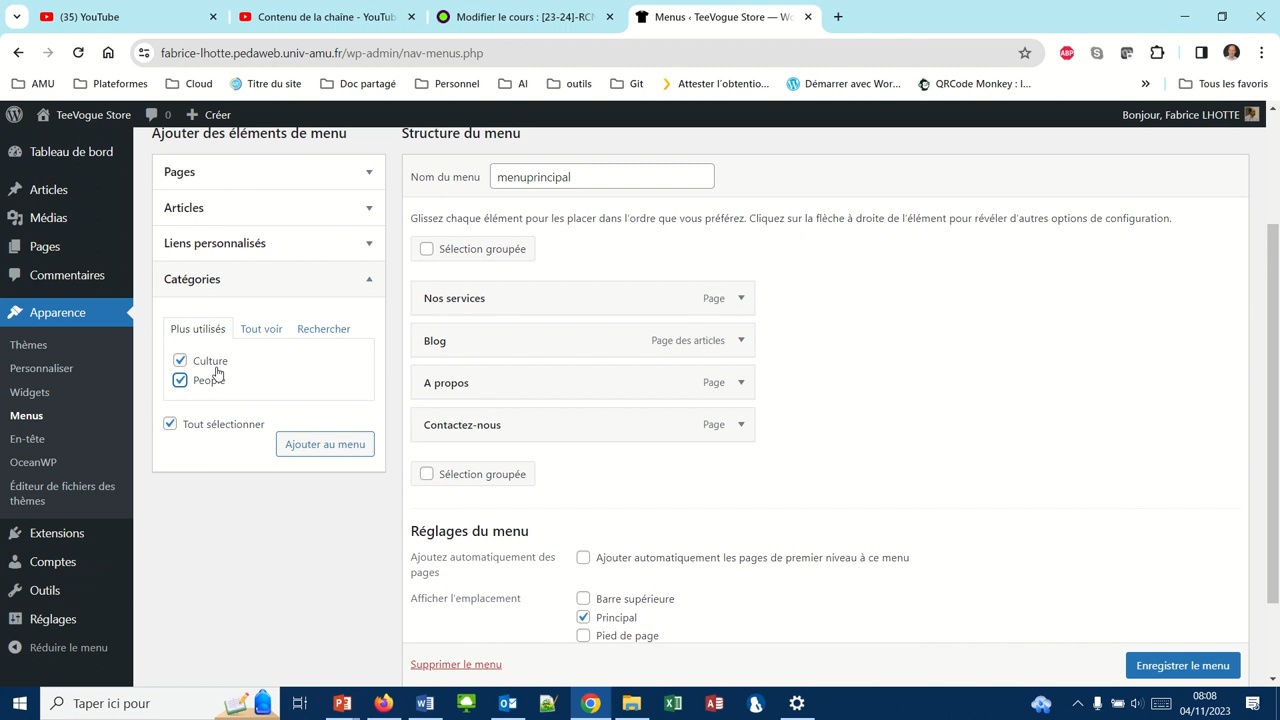 (35) YouTube
Contenu de la chaine - YouTube
Modifier le cours : [23-24]-RCN
Menus ‹ TeeVogue Store — Wo
fabrice-lhotte.pedaweb.univ-amu.fr/wp-admin/nav-menus.php
AMU
Plateformes
Cloud
Titre du site
Doc partagé
Personnel
AI
outils
Git
Attester l'obtentio...
Démarrer avec Wor...
QRCode Monkey : l...
»
Tous les favoris
TeeVogue Store
0
Créer
Bonjour, Fabrice LHOTTE
Tableau de bord
Articles
Médias
Pages
Commentaires
Apparence
Thèmes
Personnaliser
Widgets
Menus
En-tête
OceanWP
Éditeur de fichiers des
thèmes
Extensions
Comptes
Outils
Réglages
Réduire le menu
Ajouter des éléments de menu
Pages
Articles
Liens personnalisés
Catégories
Plus utilisés
Tout voir
Rechercher
Culture
People
Tout sélectionner
Ajouter au menu
Structure du menu
Nom du menu
menuprincipal
Glissez chaque élément pour les placer dans l'ordre que vous préférez. Cliquez sur la flèche à droite de l'élément pour révéler d'autres options de configuration.
Sélection groupée
Nos services
Page
Blog
Page des articles
A propos
Page
Contactez-nous
Page
Sélection groupée
Réglages du menu
Ajoutez automatiquement des
pages
Ajouter automatiquement les pages de premier niveau à ce menu
Afficher l'emplacement
Barre supérieure
Principal
Pied de page
Supprimer le menu
Enregistrer le menu
Taper ici pour
08:08
04/11/2023